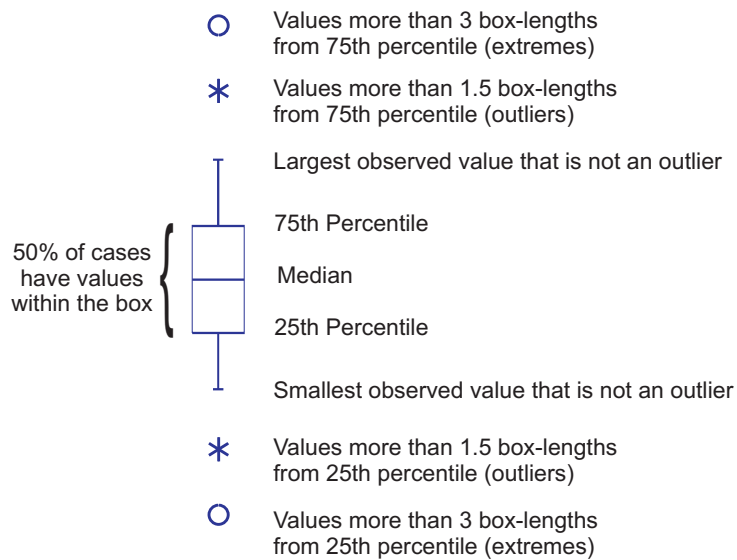 Values more than 3 box-lengths
from 75th percentile (extremes)
Values more than 1.5 box-lengths
from 75th percentile (outliers)
Largest observed value that is not an outlier
75th Percentile
50% of cases
have values
within the box
Median
25th Percentile
Smallest observed value that is not an outlier
Values more than 1.5 box-lengths
from 25th percentile (outliers)
Values more than 3 box-lengths
from 25th percentile (extremes)